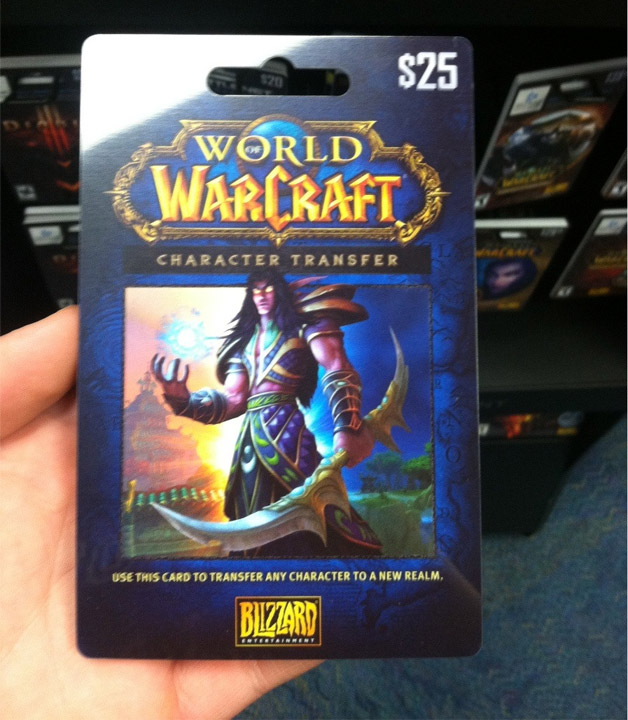 $25
WORLD
OF
WARCRAFT
CHARACTER TRANSFER
USE THIS CARD TO TRANSFER ANY CHARACTER TO A NEW REALM.
BLIZZARD
ENTERTAINMENT